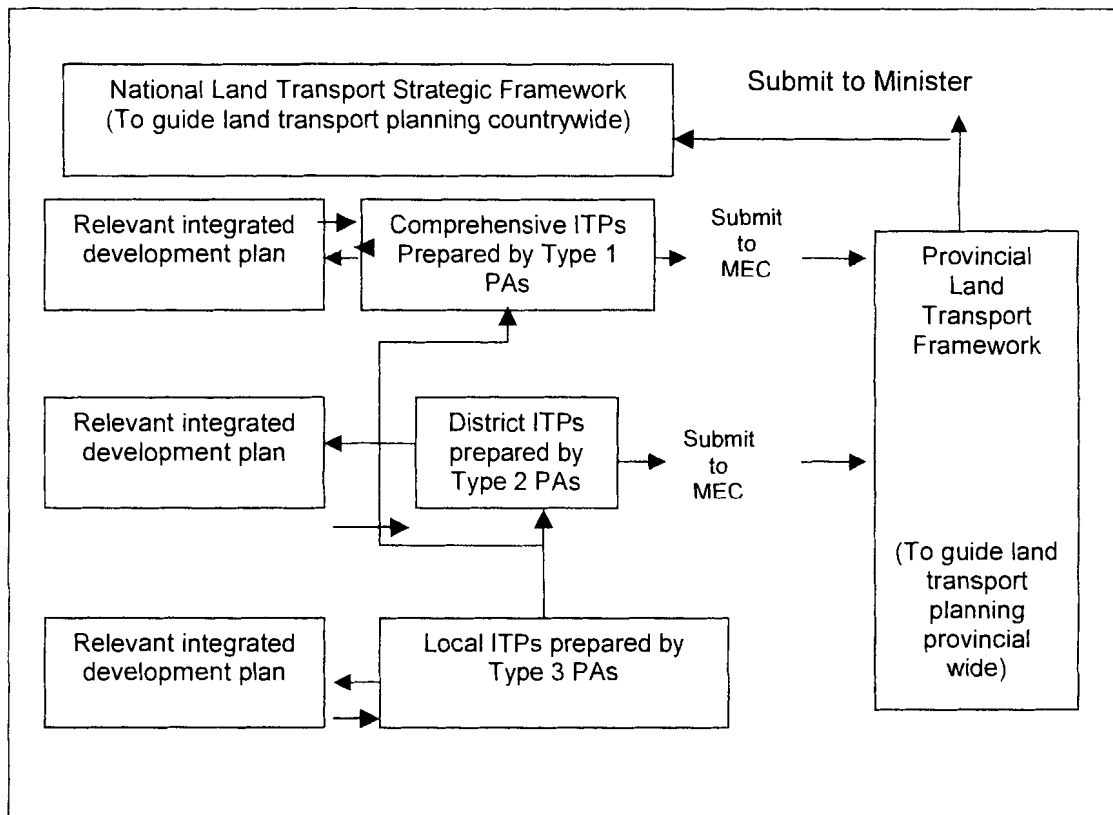 National Land Transport Strategic Framework
(To guide land transport planning countrywide)
Submit to Minister
Relevant integrated
development plan
Comprehensive ITPs
Prepared by Type 1
PAs
Submit
to
MEC
Provincial
Land
Transport
Framework
Relevant integrated
development plan
District ITPs
prepared by
Type 2 PAs
Submit
to
MEC
(To guide land
transport
planning
provincial
wide)
Relevant integrated
development plan
Local ITPs prepared by
Type 3 PAs